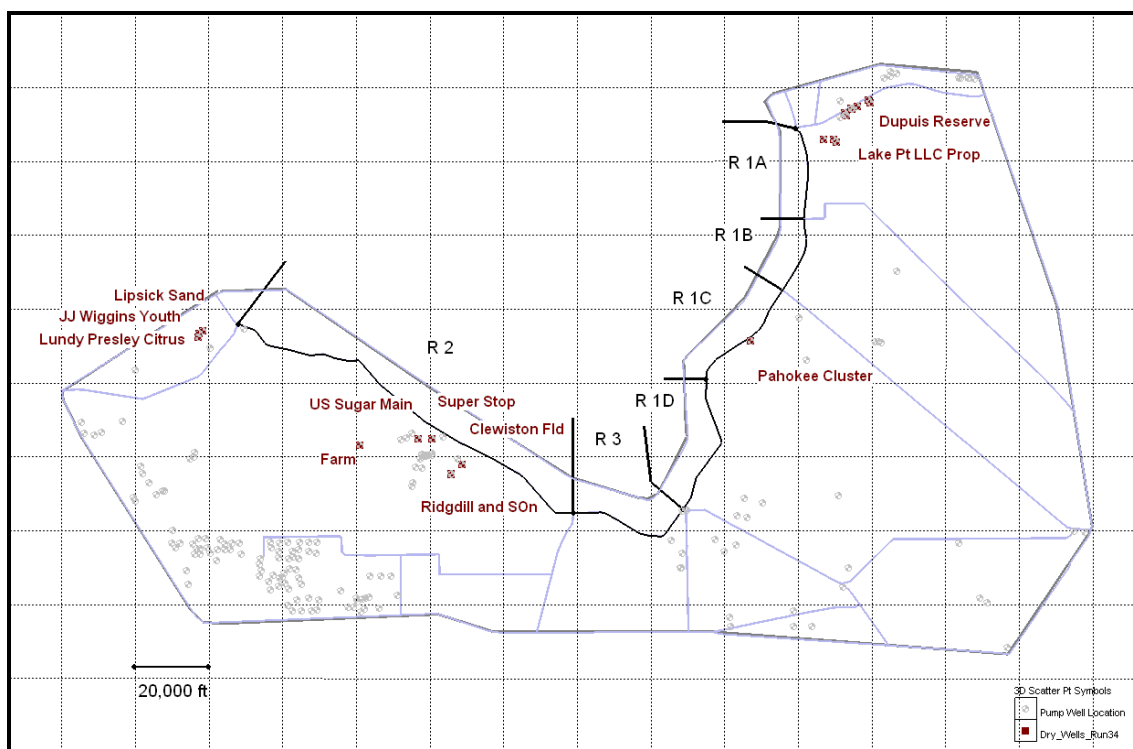 Dupuis Reserve
Lake Pt LLC Prop
R 1A
R 1B
Lipsick Sand
R 1C
JJ Wiggins Youth
Lundy Presley Citrus
R 2
Pahokee Cluster
US Sugar Main
Super Stop
R 1D
Clewiston Fld
R 3
Farm
Ridgdill and SOn
20,000 ft
3D Scatter Pt Symbols
Pump Well Location
Dry_Wells_Run34